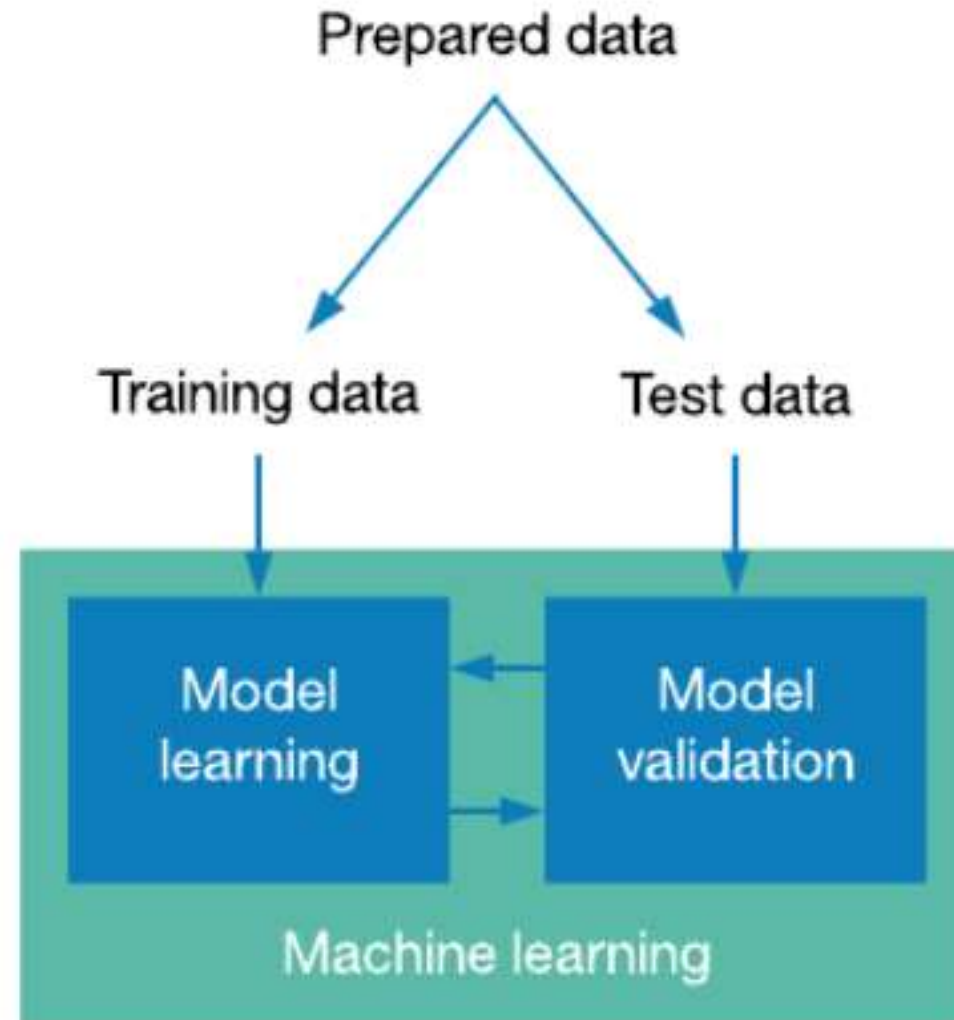 Prepared data
Training data
Test data
Model
learning
Model
validation
Machine learning